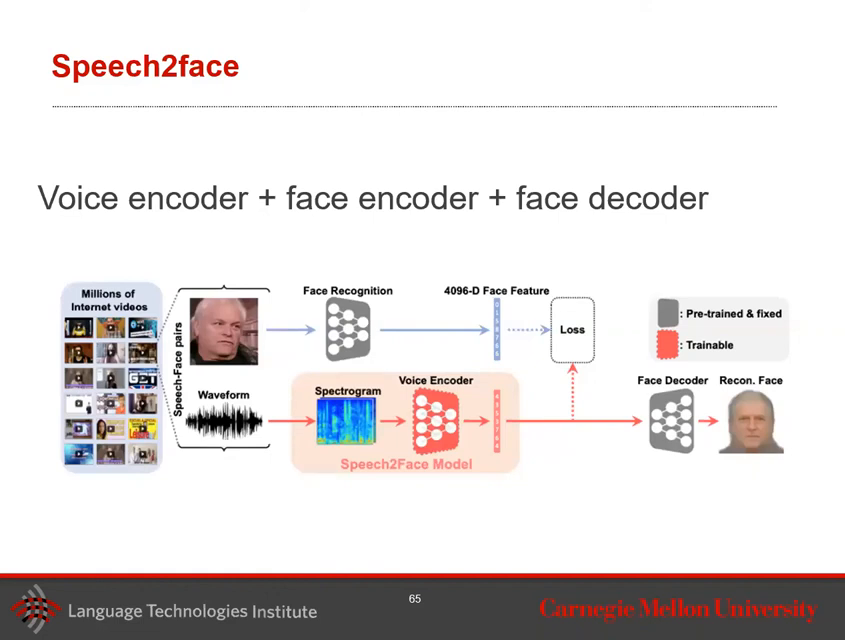 Speech2face
Voice encoder + face encoder + face decoder
Millions of
Internet videos
Speech-Face pairs
Waveform
Face Recognition
4096-D Face Feature
Loss
: Pre-trained & fixed
: Trainable
Spectrogram
Voice Encoder
Speech2Face Model
Face Decoder
Recon. Face
Language Technologies Institute
65
Carnegie Mellon University